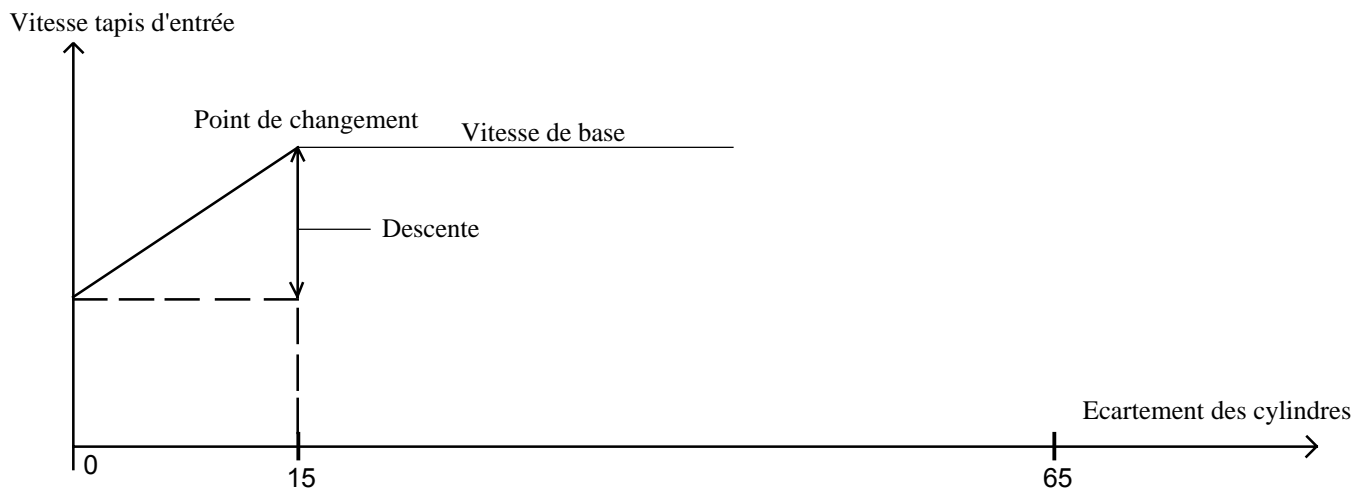 Vitesse tapis d'entrée
Point de changement
Vitesse de base
Descente
Ecartement des cylindres
0
15
65